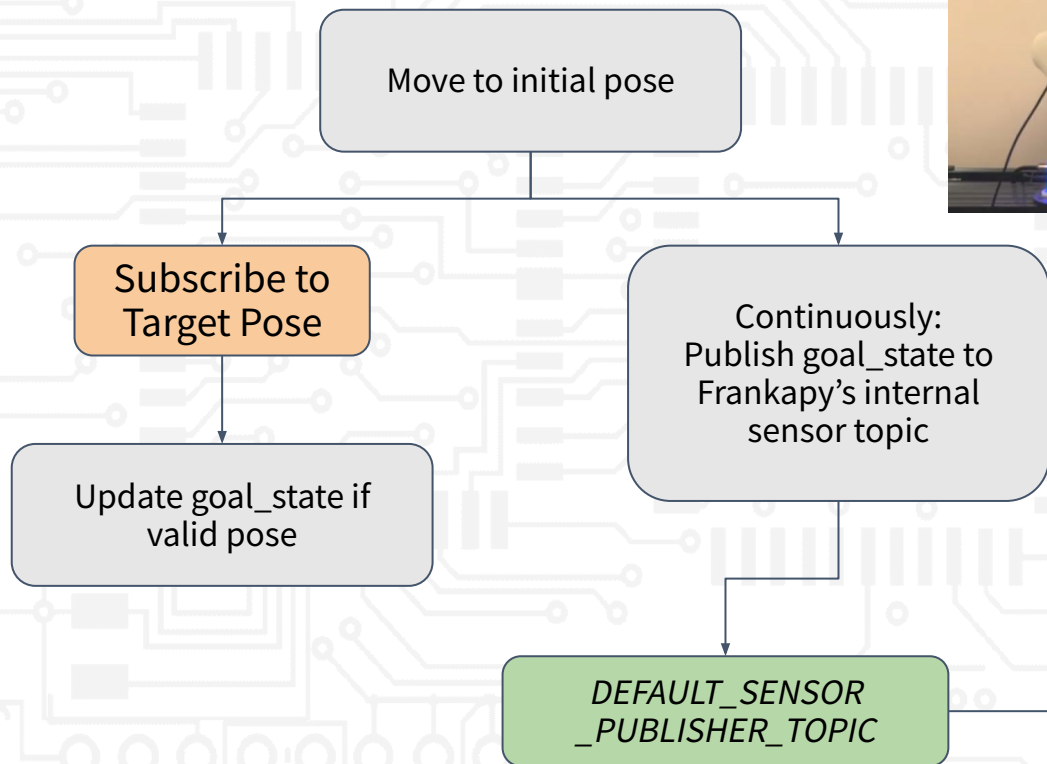 Move to initial pose
Subscribe to
Target Pose
Continuously:
Publish goal_state to
Frankapy’s internal
sensor topic
Update goal_state if
valid pose
DEFAULT_SENSOR
_PUBLISHER_TOPIC